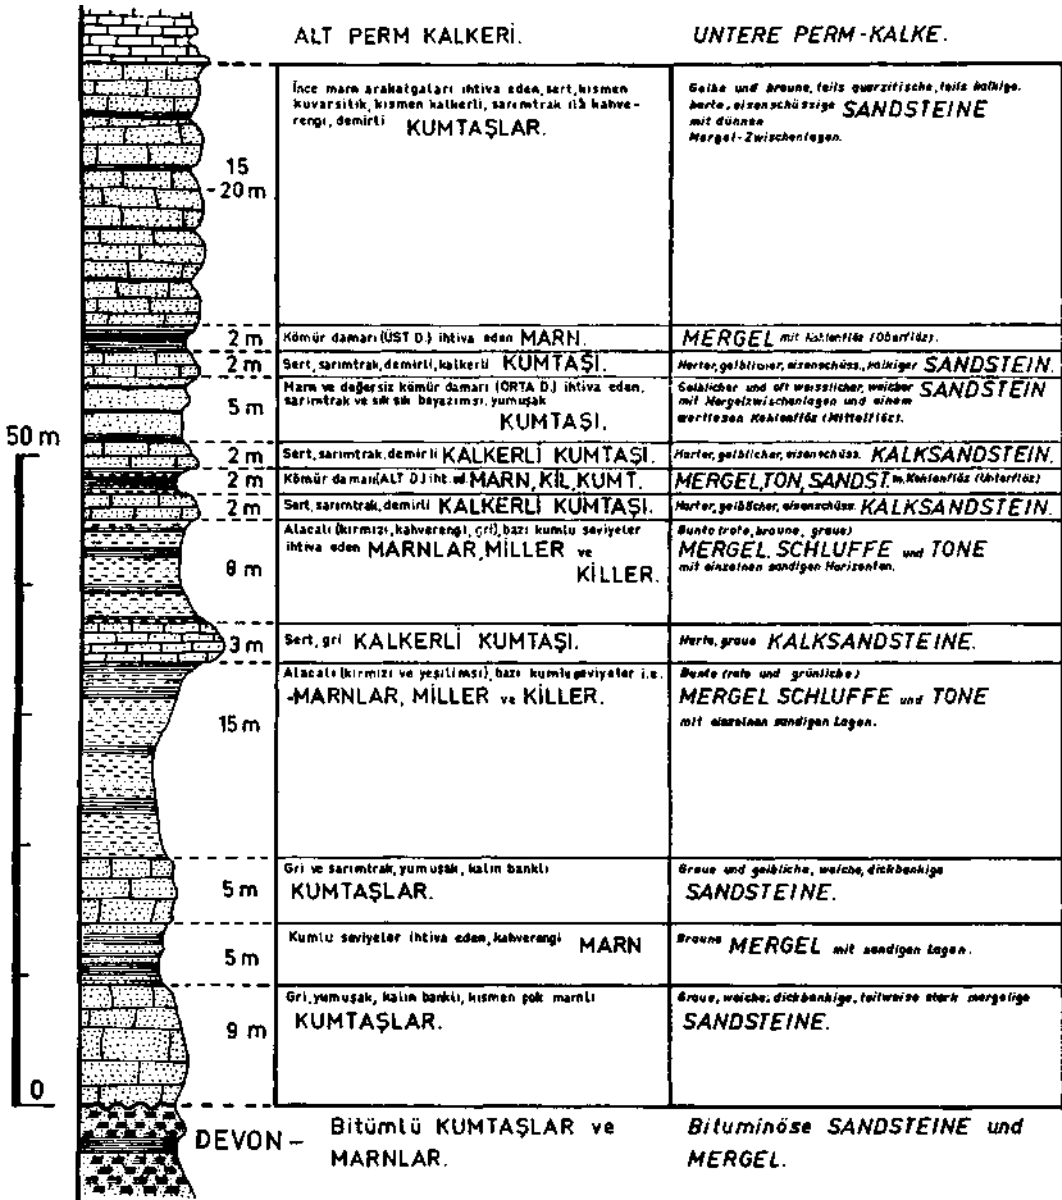 ALT PERM KALKERİ.
UNTERE PERM-KALKE.
15
-20 m
İnce marn arakatgaları ihtiva eden, sert, kısmen
kuvarsitik, kısmen kalkerli, sarımtrak ilâ kahve-
rengi, demirli KUMTAŞLAR.
Gelbe und braune, teils quarzitische, teils kalkige,
harte, eisenschüssige SANDSTEINE
mit dünnen
Mergel-Zwischenlagen.
2 m
Kömür damarı (ÜST D.) ihtiva eden MARN.
MERGEL mit Kohlenflöz (Oberflöz).
2 m
Sert, sarımtrak, demirli, kalkerli KUMTAŞI.
Harter, gelblicher, eisenschüss., kalkiger SANDSTEIN.
5 m
Marn ve değersiz kömür damarı (ORTA D.) ihtiva eden,
sarımtrak ve sık sık beyazımsı, yumuşak
KUMTAŞI.
Gelblicher und oft weisslicher, weicher SANDSTEIN
mit Mergelzwischenlagen und einem
wertlosen Kohlenflöz (Mittelflöz).
50 m
2 m
Sert, sarımtrak, demirli KALKERLİ KUMTAŞI.
Harter, gelblicher, eisenschüss. KALKSANDSTEIN.
2 m
Kömür damarı (ALT D.) iht. ed. MARN, KİL, KUMT.
MERGEL, TON, SANDST. m. Kohlenflöz (Unterflöz)
2 m
Sert, sarımtrak, demirli KALKERLİ KUMTAŞI.
Harter, gelblicher, eisenschüss. KALKSANDSTEIN.
8 m
Alacalı (kırmızı, kahverengi, gri), bazı kumlu seviyeler
ihtiva eden MARNLAR, MİLLER ve
KİLLER.
Bunte (rote, braune, graue)
MERGEL, SCHLUFFE und TONE
mit einzelnen sandigen Horizonten.
3 m
Sert, gri KALKERLİ KUMTAŞI.
Harte, graue KALKSANDSTEINE.
15 m
Alacalı (kırmızı ve yeşilimsi), bazı kumlu seviyeler i.e.
-MARNLAR, MİLLER ve KİLLER.
Bunte (rote und grünliche)
MERGEL SCHLUFFE und TONE
mit einzelnen sandigen Lagen.
5 m
Gri ve sarımtrak, yumuşak, kalın banklı
KUMTAŞLAR.
Graue und gelbliche, weiche, dickbankige
SANDSTEINE.
5 m
Kumlu seviyeler ihtiva eden, kahverengi MARN
Braune MERGEL mit sandigen Lagen.
9 m
Gri, yumuşak, kalın banklı, kısmen pek marnlı
KUMTAŞLAR.
Graue, weiche, dickbankige, teilweise stark mergelige
SANDSTEINE.
0
DEVON -
Bitümlü KUMTAŞLAR ve
MARNLAR.
Bituminöse SANDSTEINE und
MERGEL.